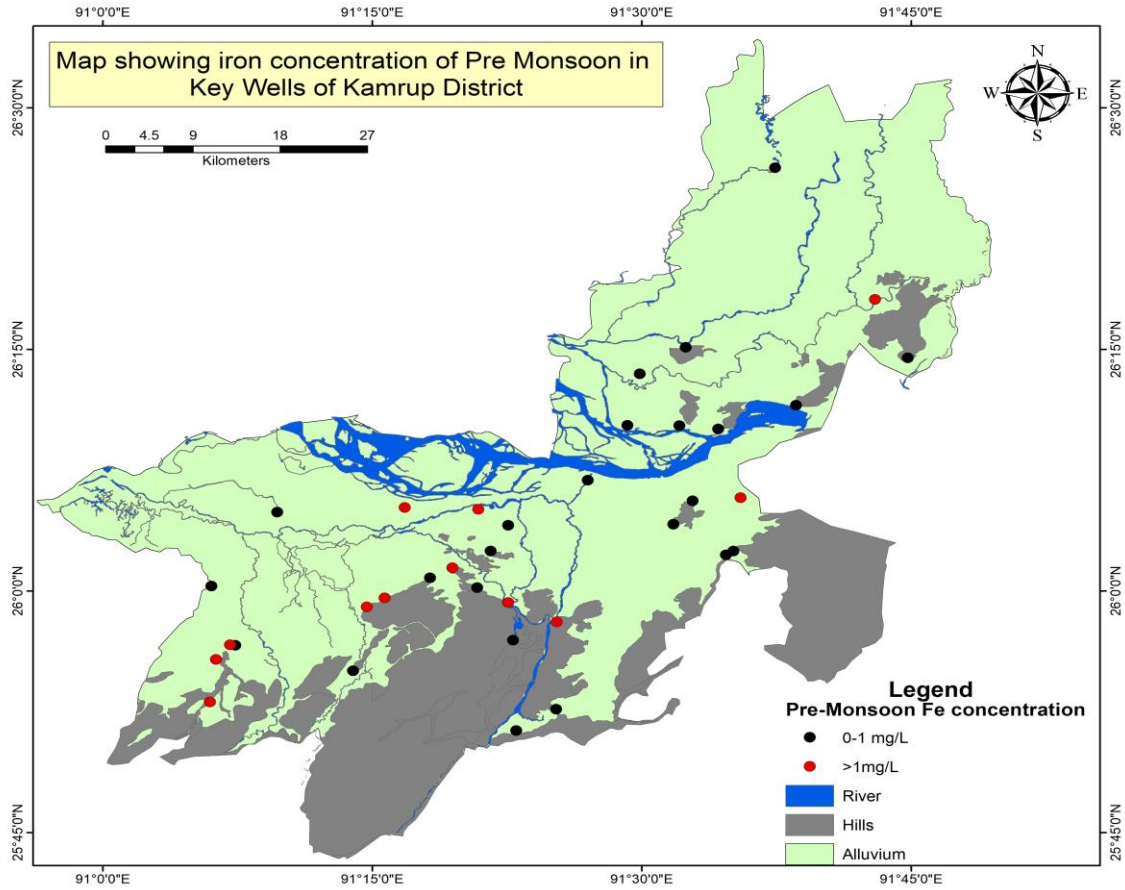 91°0'0"E 91°15'0"E 91°30'0"E 91°45'0"E
Map showing iron concentration of Pre Monsoon in
Key Wells of Kamrup District
N
W E
S
26°30'0"N 26°30'0"N
0 4.5 9 18 27
Kilometers
26°15'0"N 26°15'0"N
26°0'0"N 26°0'0"N
Legend
Pre-Monsoon Fe concentration
0-1 mg/L
>1mg/L
River
Hills
Alluvium
25°45'0"N 25°45'0"N
91°0'0"E 91°15'0"E 91°30'0"E 91°45'0"E